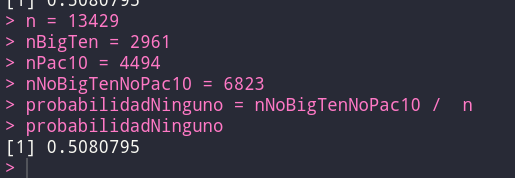 [1] 0.5080795
> n = 13429
> nBigTen = 2961
> nPac10 = 4494
> nNoBigTenNoPac10 = 6823
> probabilidadNinguno = nNoBigTenNoPac10 /  n
> probabilidadNinguno
[1] 0.5080795
>